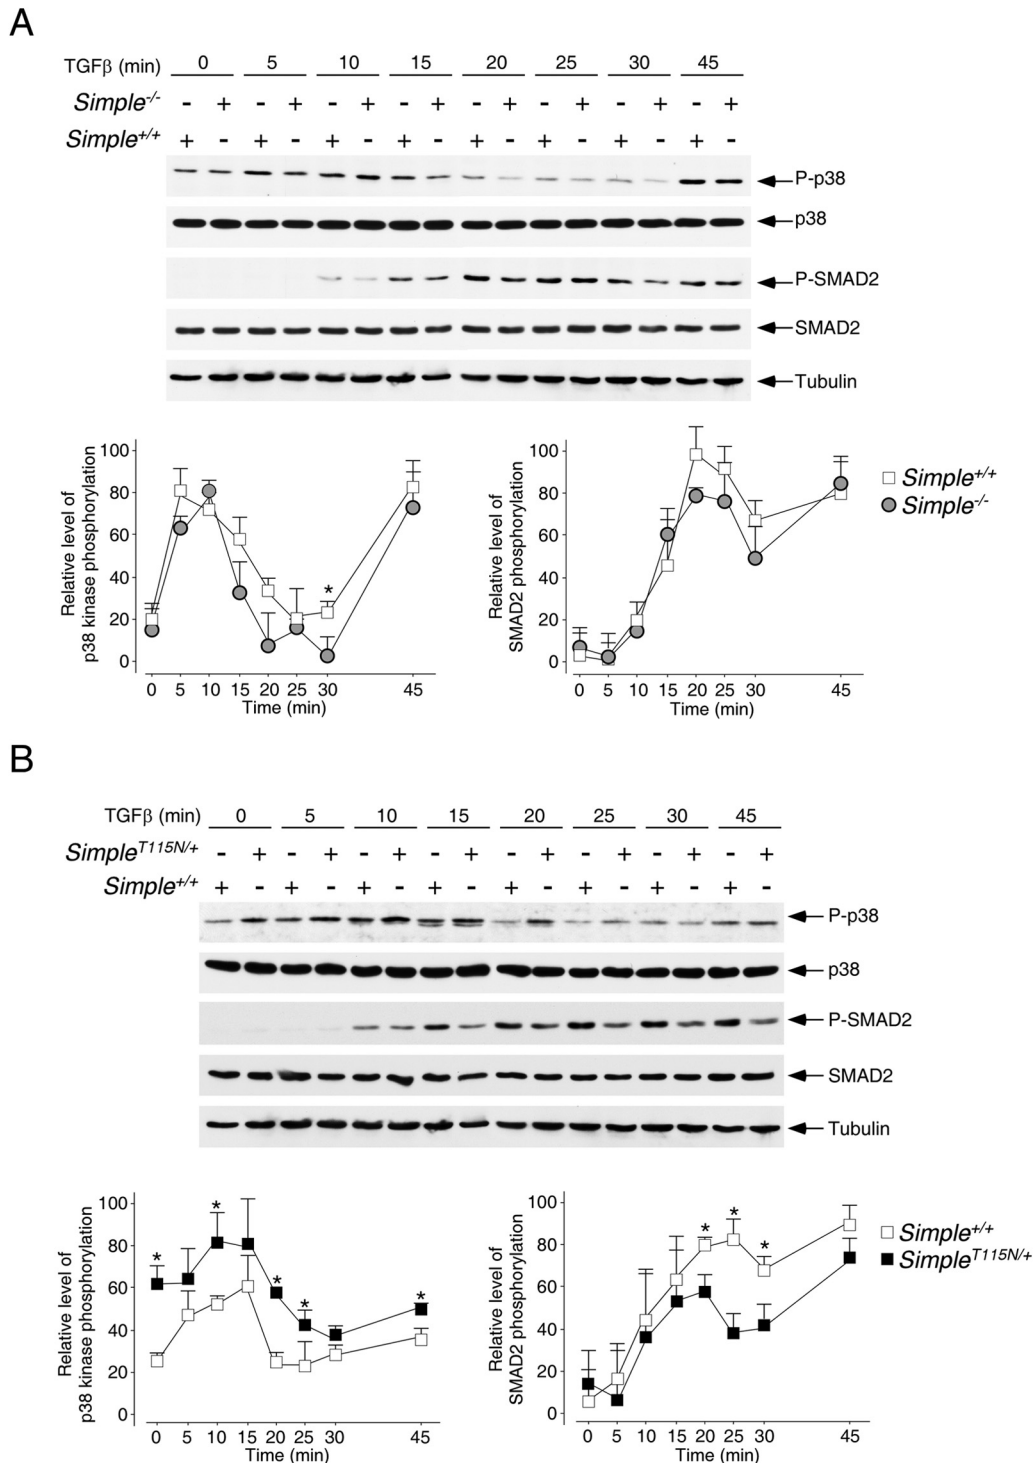 A
TGFβ (min) 0 5 10 15 20 25 30 45
Simple-/- - + - + - + - + - + - + - + - +
Simple+/+ + - + - + - + - + - + - + - + -
P-p38
p38
P-SMAD2
SMAD2
Tubulin
Relative level of
p38 kinase phosphorylation
100
80
60
40
20
0
*
0 5 10 15 20 25 30 45
Time (min)
Relative level of
SMAD2 phosphorylation
100
80
60
40
20
0
0 5 10 15 20 25 30 45
Time (min)
Simple+/+
Simple-/-
B
TGFβ (min) 0 5 10 15 20 25 30 45
SimpleT115N/+ - + - + - + - + - + - + - + - +
Simple+/+ + - + - + - + - + - + - + - + -
P-p38
p38
P-SMAD2
SMAD2
Tubulin
Relative level of
p38 kinase phosphorylation
100
80
60
40
20
0
* * * * *
0 5 10 15 20 25 30 45
Time (min)
Relative level of
SMAD2 phosphorylation
100
80
60
40
20
0
* * *
0 5 10 15 20 25 30 45
Time (min)
Simple+/+
SimpleT115N/+